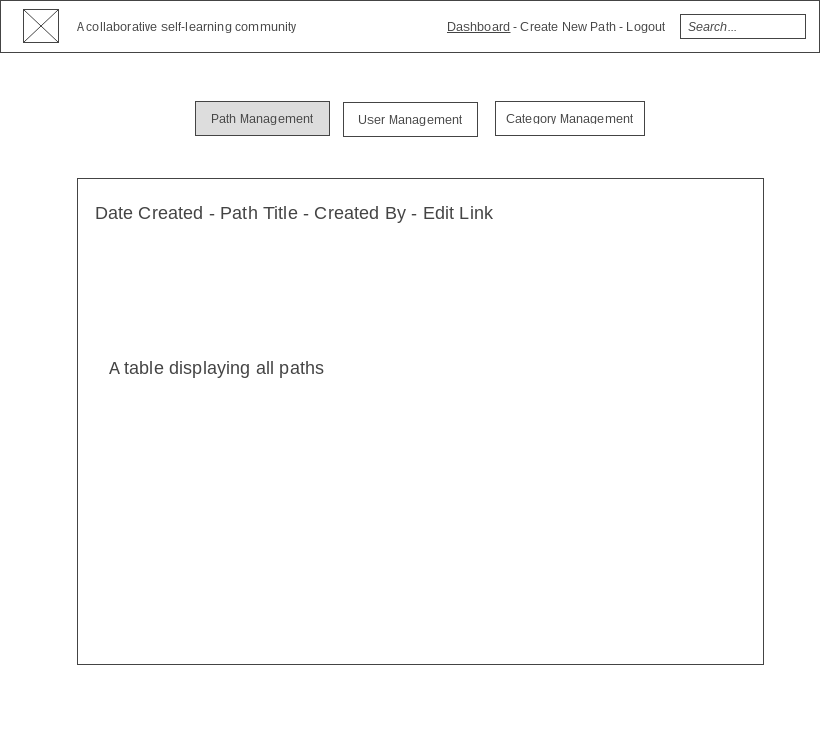 A collaborative self-learning community
Dashboard - Create New Path - Logout
Search...
Path Management
User Management
Category Management
Date Created - Path Title - Created By - Edit Link
A table displaying all paths